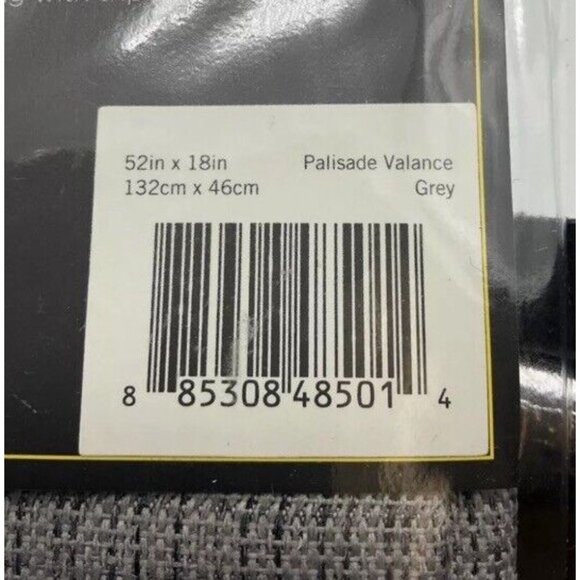 52in x 18in Palisade Valance
132cm x 46cm Grey
8 85308 48501 4